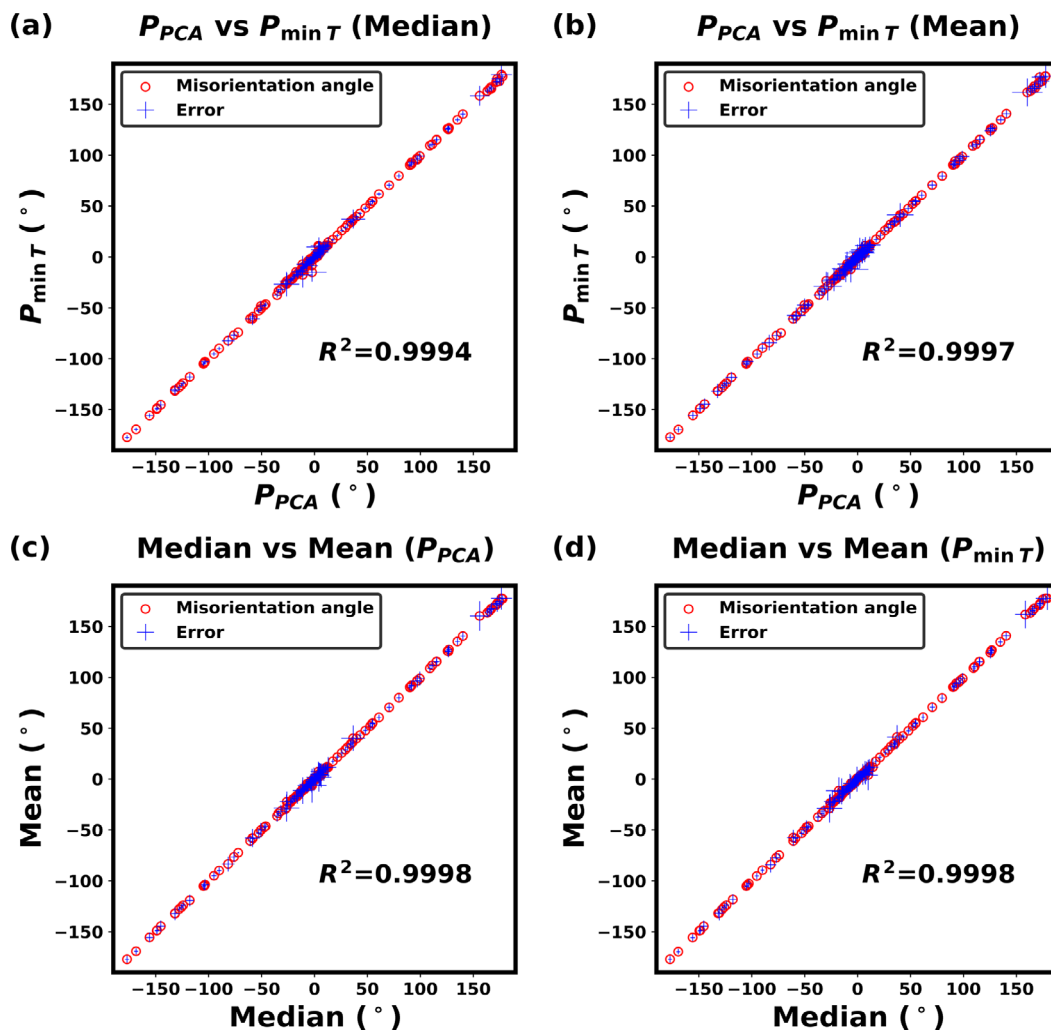 (a) P_PCA vs P_min T (Median)
Misorientation angle
Error
150
100
50
0
−50
−100
−150
P_min T (°)
R²=0.9994
−150 −100 −50 0 50 100 150
P_PCA (°)
(b) P_PCA vs P_min T (Mean)
Misorientation angle
Error
150
100
50
0
−50
−100
−150
P_min T (°)
R²=0.9997
−150 −100 −50 0 50 100 150
P_PCA (°)
(c) Median vs Mean (P_PCA)
Misorientation angle
Error
150
100
50
0
−50
−100
−150
Mean (°)
R²=0.9998
−150 −100 −50 0 50 100 150
Median (°)
(d) Median vs Mean (P_min T)
Misorientation angle
Error
150
100
50
0
−50
−100
−150
Mean (°)
R²=0.9998
−150 −100 −50 0 50 100 150
Median (°)